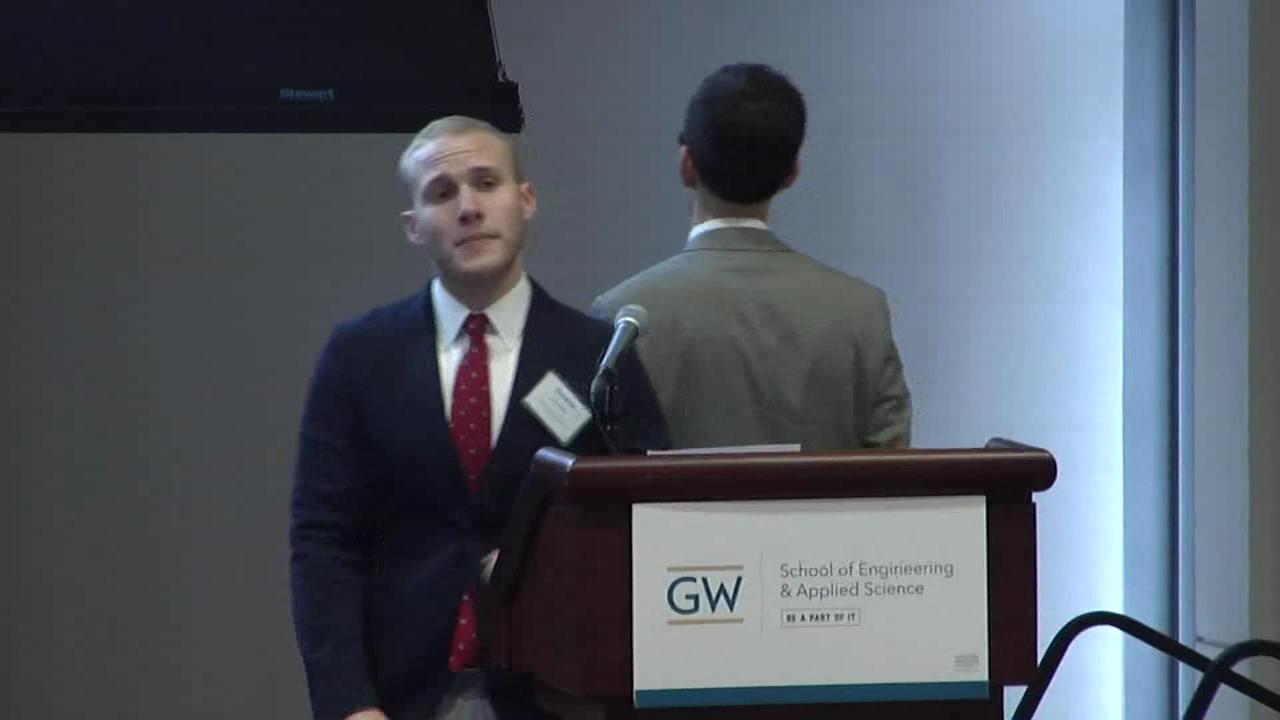 Stewart
GW
School of Engineering
& Applied Science
BE A PART OF IT